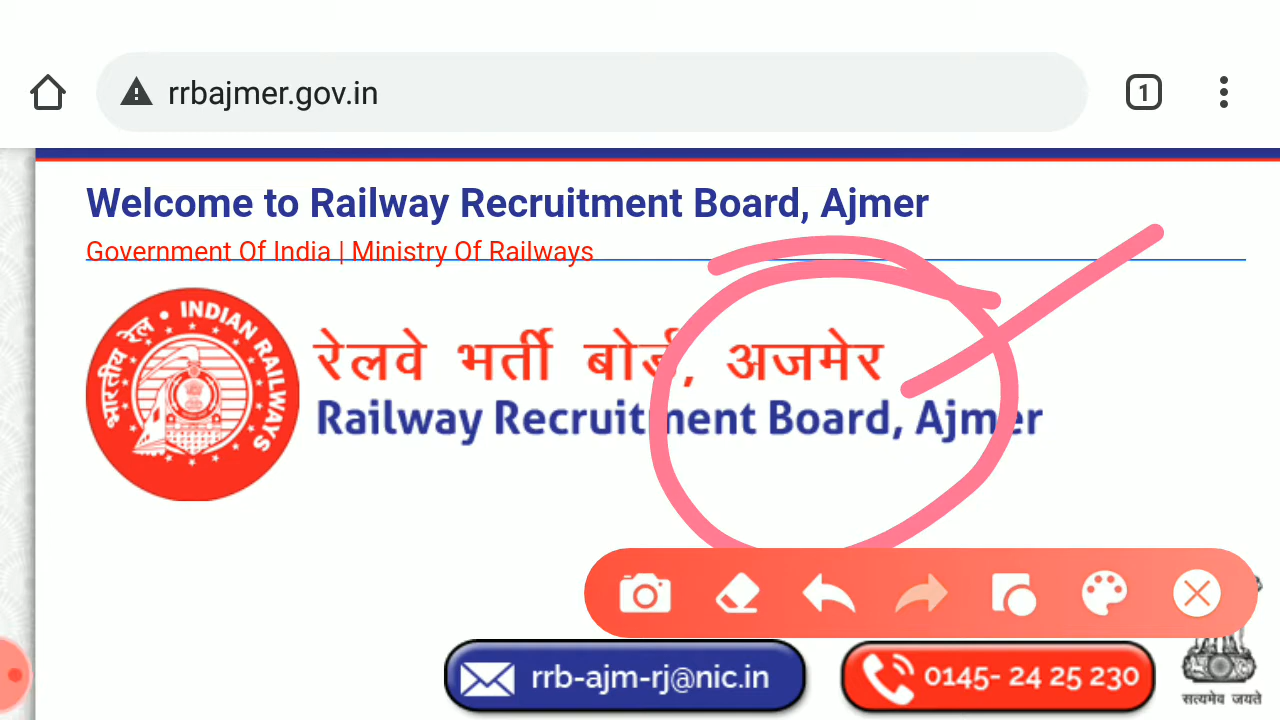 rrbajmer.gov.in
1
Welcome to Railway Recruitment Board, Ajmer
Government Of India | Ministry Of Railways
भारतीय रेल • INDIAN RAILWAYS
रेलवे भर्ती बोर्ड, अजमेर
Railway Recruitment Board, Ajmer
rrb-ajm-rj@nic.in
0145- 24 25 230
सत्यमेव जयते